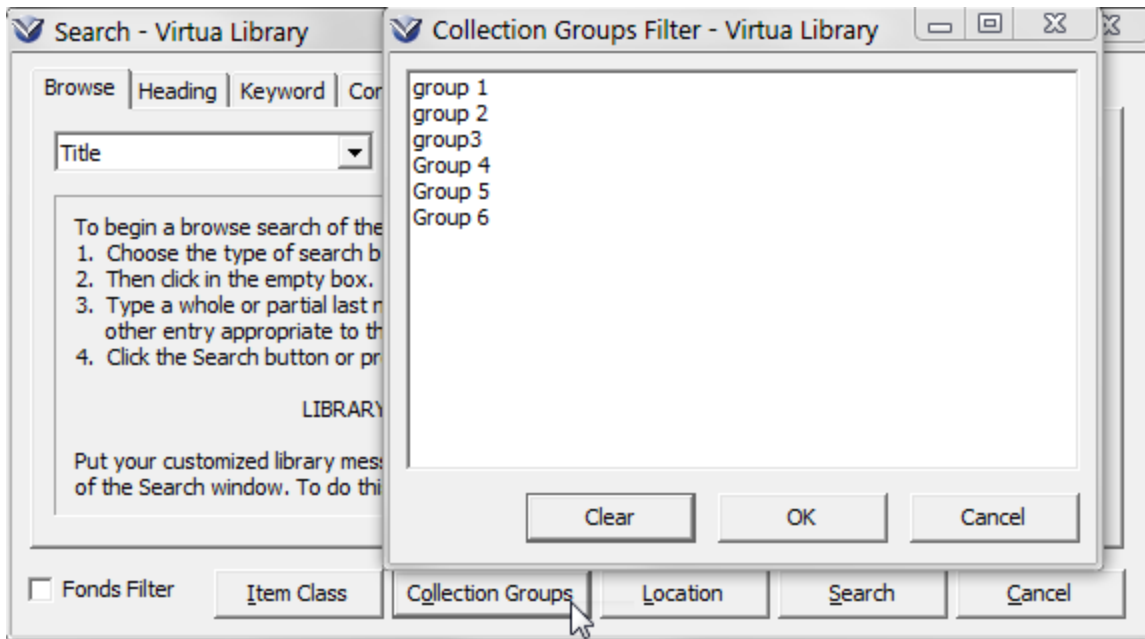 Search - Virtua Library
Browse
Heading
Keyword
Title
To begin a browse search of the
1. Choose the type of search
2. Then click in the empty box.
3. Type a whole or partial last
other entry appropriate to
4. Click the Search button or
LIBRARY
Put your customized library
of the Search window. To do
Collection Groups Filter - Virtua Library
group 1
group 2
group3
Group 4
Group 5
Group 6
Clear
OK
Cancel
Fonds Filter
Item Class
Collection Groups
Location
Search
Cancel